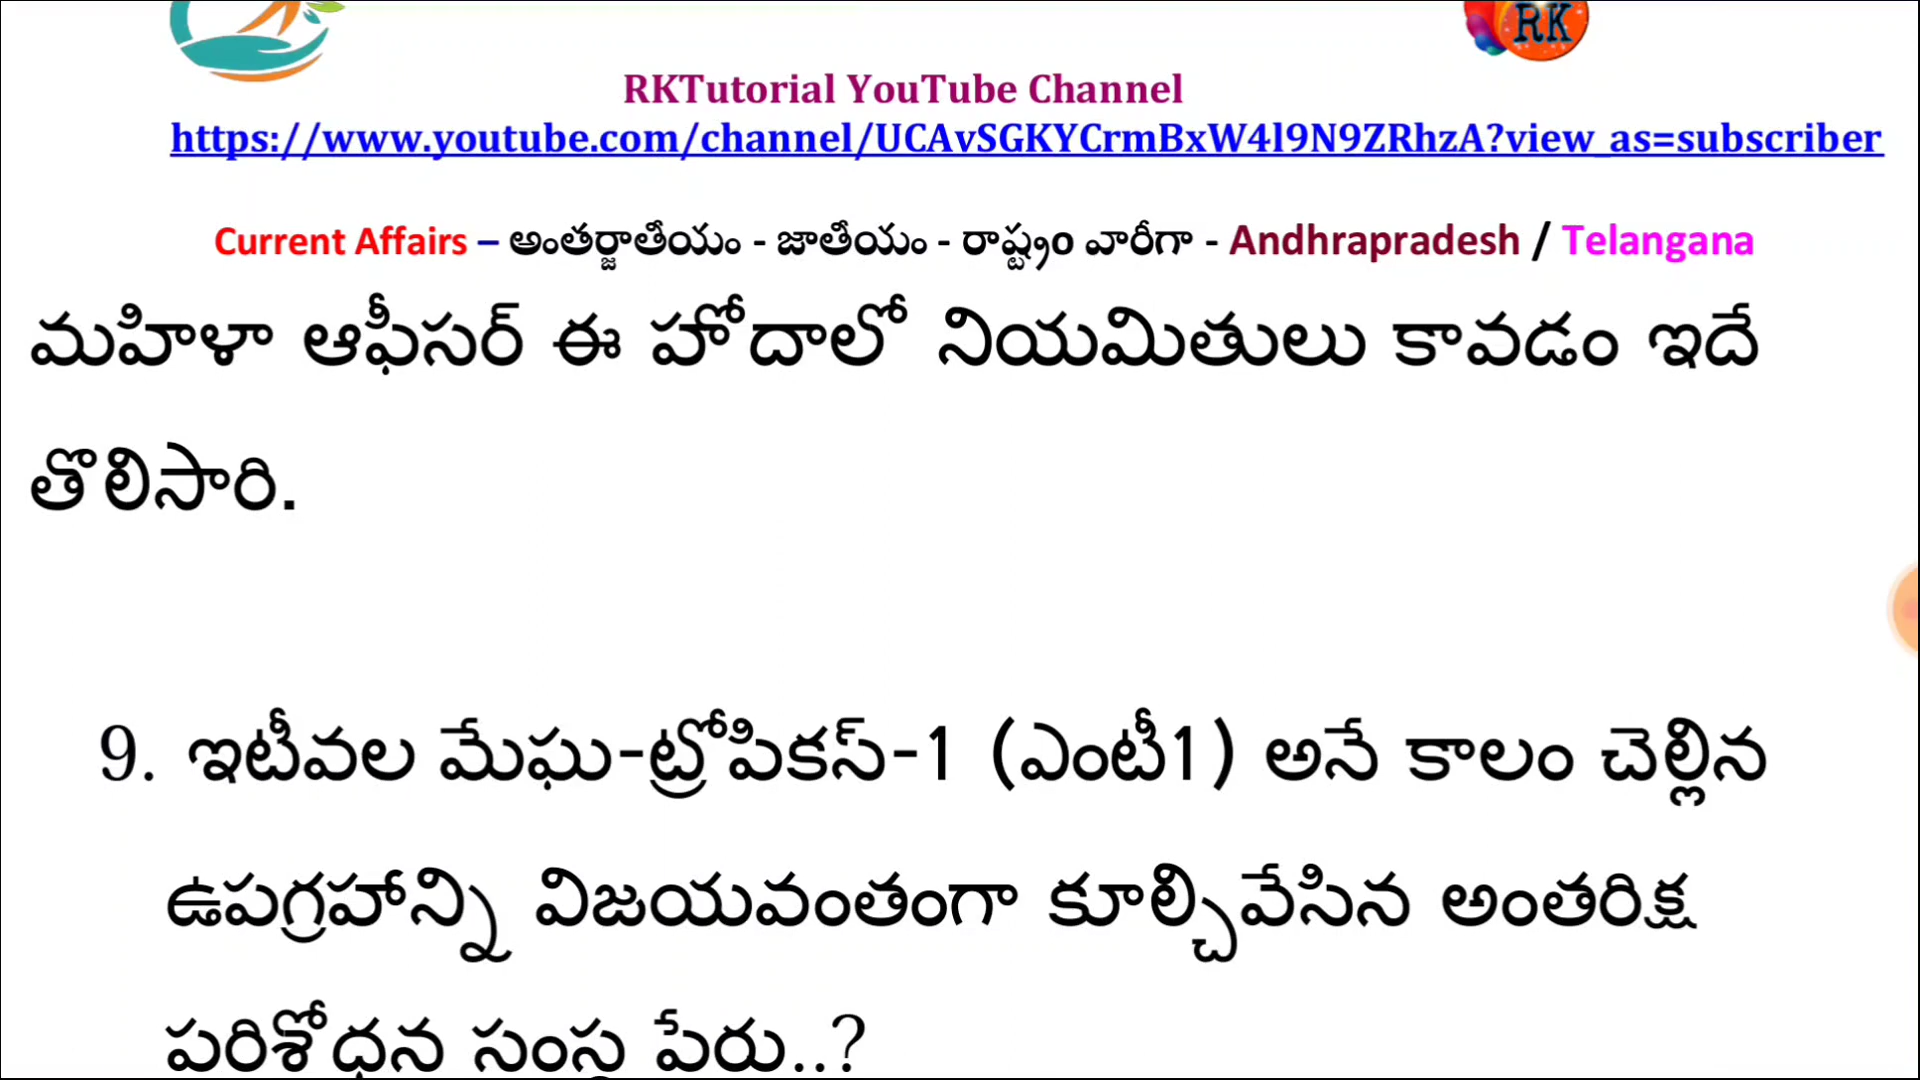 RK
RKTutorial YouTube Channel
https://www.youtube.com/channel/UCAvSGKYCrmBxW4l9N9ZRhzA?view_as=subscriber
Current Affairs – అంతర్జాతీయం - జాతీయం - రాష్ట్రం వారీగా - Andhrapradesh / Telangana
మహిళా ఆఫీసర్ ఈ హోదాలో నియమితులు కావడం ఇదే
తొలిసారి.
9. ఇటీవల మేఘ-ట్రోపికస్-1 (ఎంటీ1) అనే కాలం చెల్లిన
ఉపగ్రహాన్ని విజయవంతంగా కూల్చివేసిన అంతరిక్ష
పరిశోధన సంస్థ పేరు..?